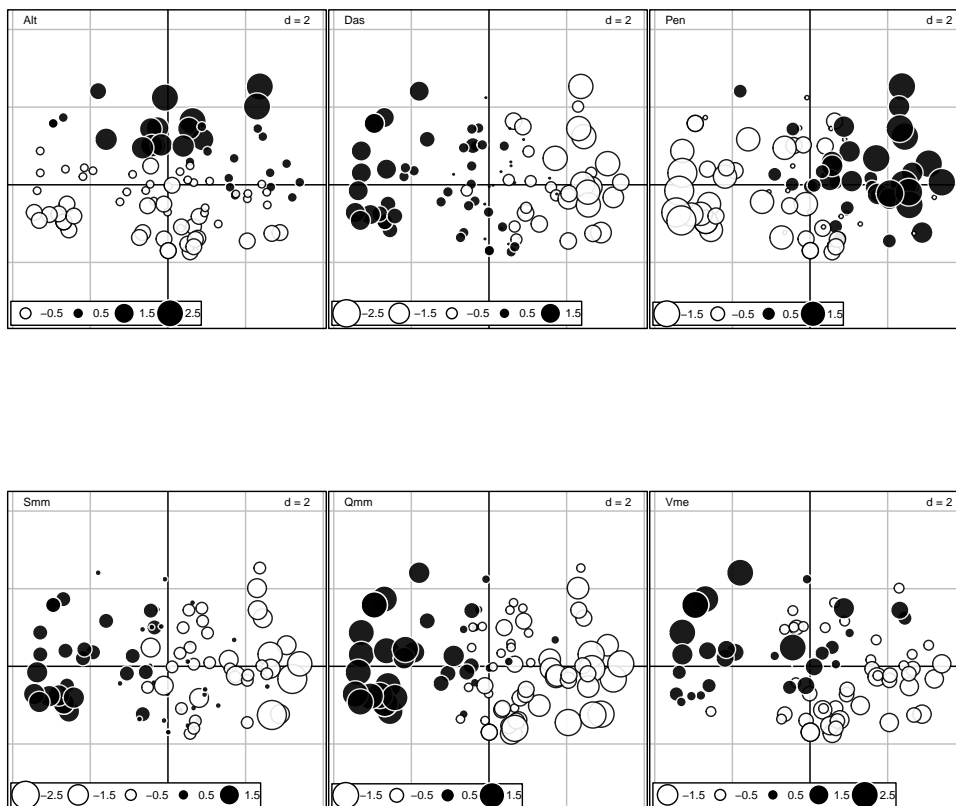 Alt d = 2
−0.5 0.5 1.5 2.5
Das d = 2
−2.5 −1.5 −0.5 0.5 1.5
Pen d = 2
−1.5 −0.5 0.5 1.5
Smm d = 2
−2.5 −1.5 −0.5 0.5 1.5
Qmm d = 2
−1.5 −0.5 0.5 1.5
Vme d = 2
−1.5 −0.5 0.5 1.5 2.5